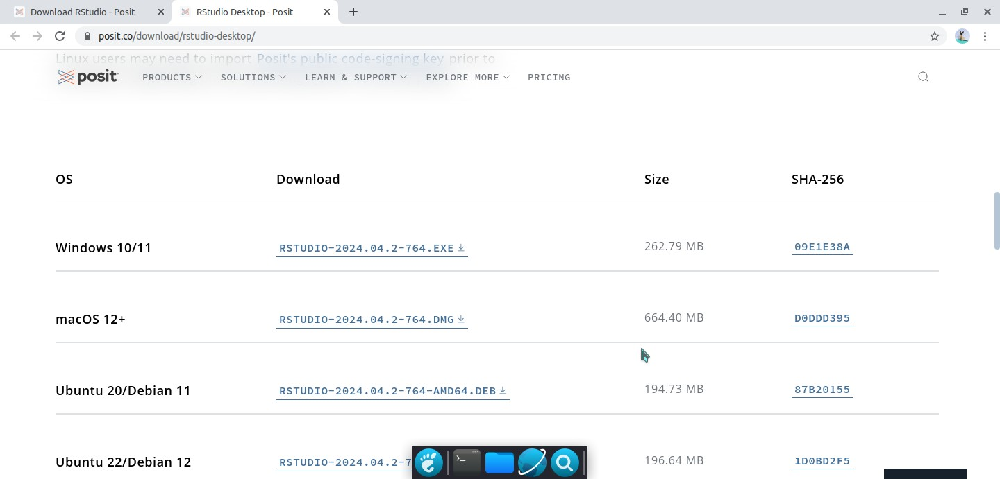 Download RStudio - Posit
RStudio Desktop - Posit
posit.co/download/rstudio-desktop/
Linux users may need to import Posit's public code-signing key prior to
posit
PRODUCTS
SOLUTIONS
LEARN & SUPPORT
EXPLORE MORE
PRICING
OS Download Size SHA-256
Windows 10/11 RSTUDIO-2024.04.2-764.EXE 262.79 MB 09E1E38A
macOS 12+ RSTUDIO-2024.04.2-764.DMG 664.40 MB D0DDD395
Ubuntu 20/Debian 11 RSTUDIO-2024.04.2-764-AMD64.DEB 194.73 MB 87B20155
Ubuntu 22/Debian 12 RSTUDIO-2024.04.2-7 196.64 MB 1D0BD2F5